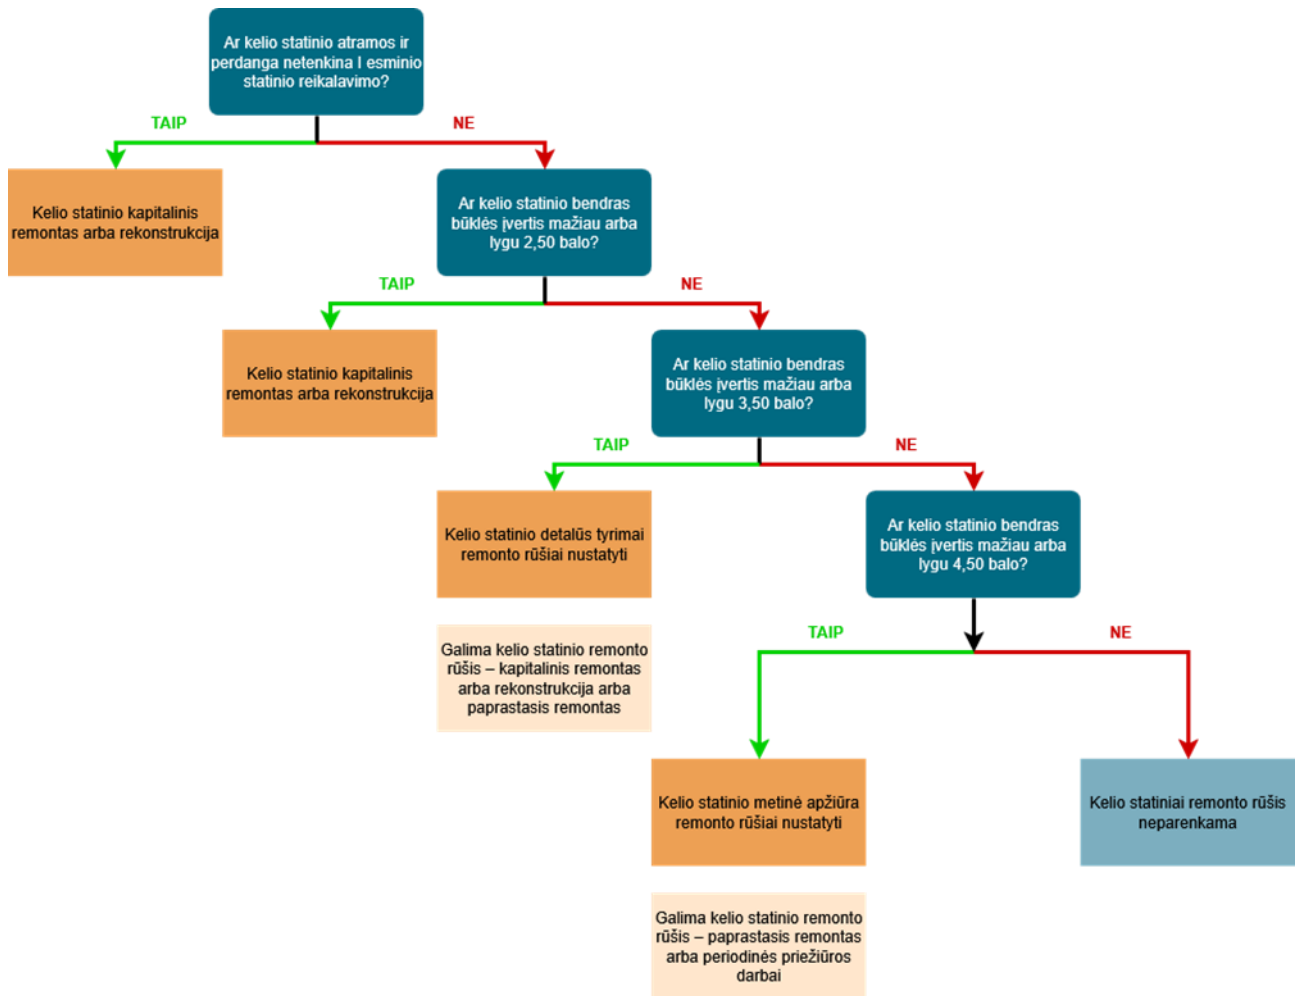 Ar kelio statinio atramos ir
perdanga netenkina I esminio
statinio reikalavimo?
TAIP
NE
Kelio statinio kapitalinis
remontas arba rekonstrukcija
Ar kelio statinio bendras
būklės įvertis mažiau arba
lygu 2,50 balo?
TAIP
NE
Kelio statinio kapitalinis
remontas arba rekonstrukcija
Ar kelio statinio bendras
būklės įvertis mažiau arba
lygu 3,50 balo?
TAIP
NE
Kelio statinio detalūs tyrimai
remonto rūšiai nustatyti
Ar kelio statinio bendras
būklės įvertis mažiau arba
lygu 4,50 balo?
Galima kelio statinio remonto
rūšis – kapitalinis remontas
arba rekonstrukcija arba
paprastasis remontas
TAIP
NE
Kelio statinio metinė apžiūra
remonto rūšiai nustatyti
Kelio statiniai remonto rūšis
neparenkama
Galima kelio statinio remonto
rūšis – paprastasis remontas
arba periodinės priežiūros
darbai